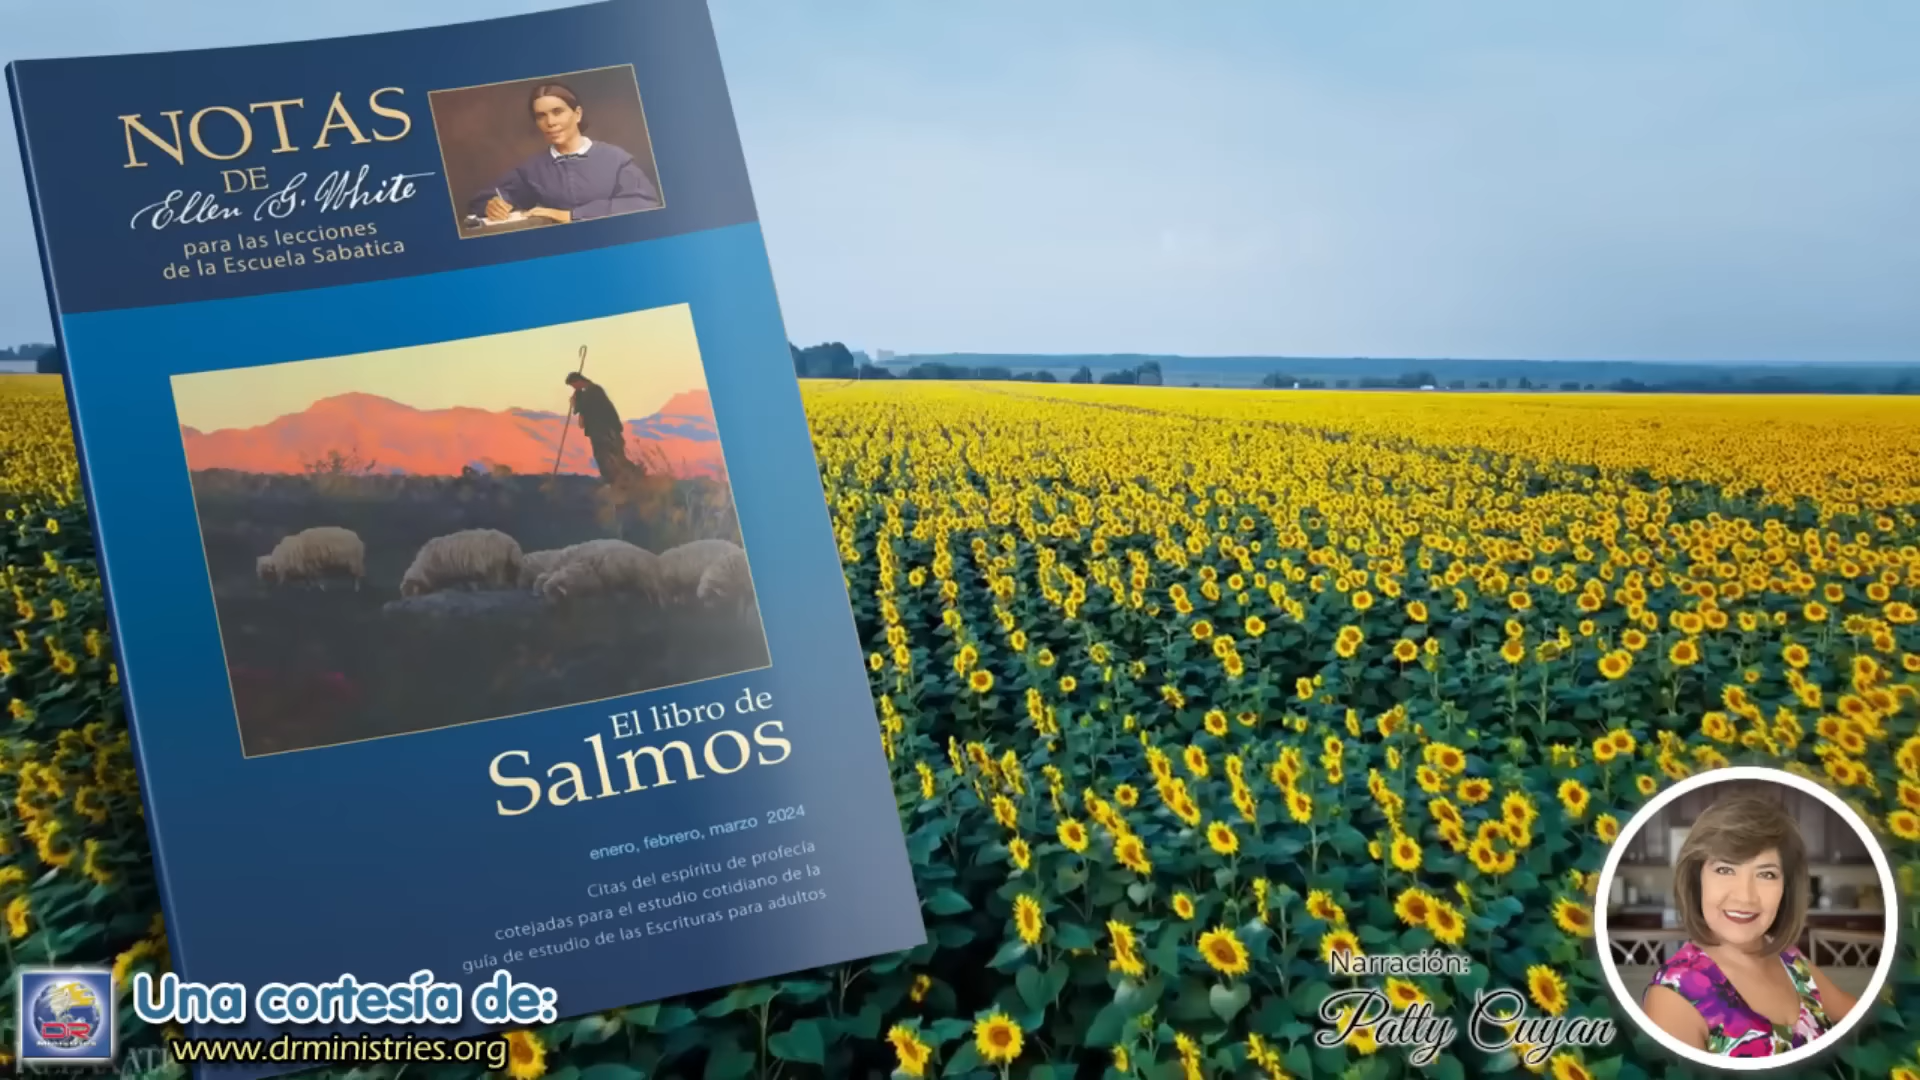 NOTAS
DE
Ellen G. White
para las lecciones
de la Escuela Sabatica
El libro de
Salmos
enero, febrero, marzo 2024
Citas del espíritu de profecía
cotejadas para el estudio cotidiano de la
guía de estudio de las Escrituras para adultos
DR
Ministries
Una cortesía de:
www.drministries.org
Narración:
Patty Cuyan